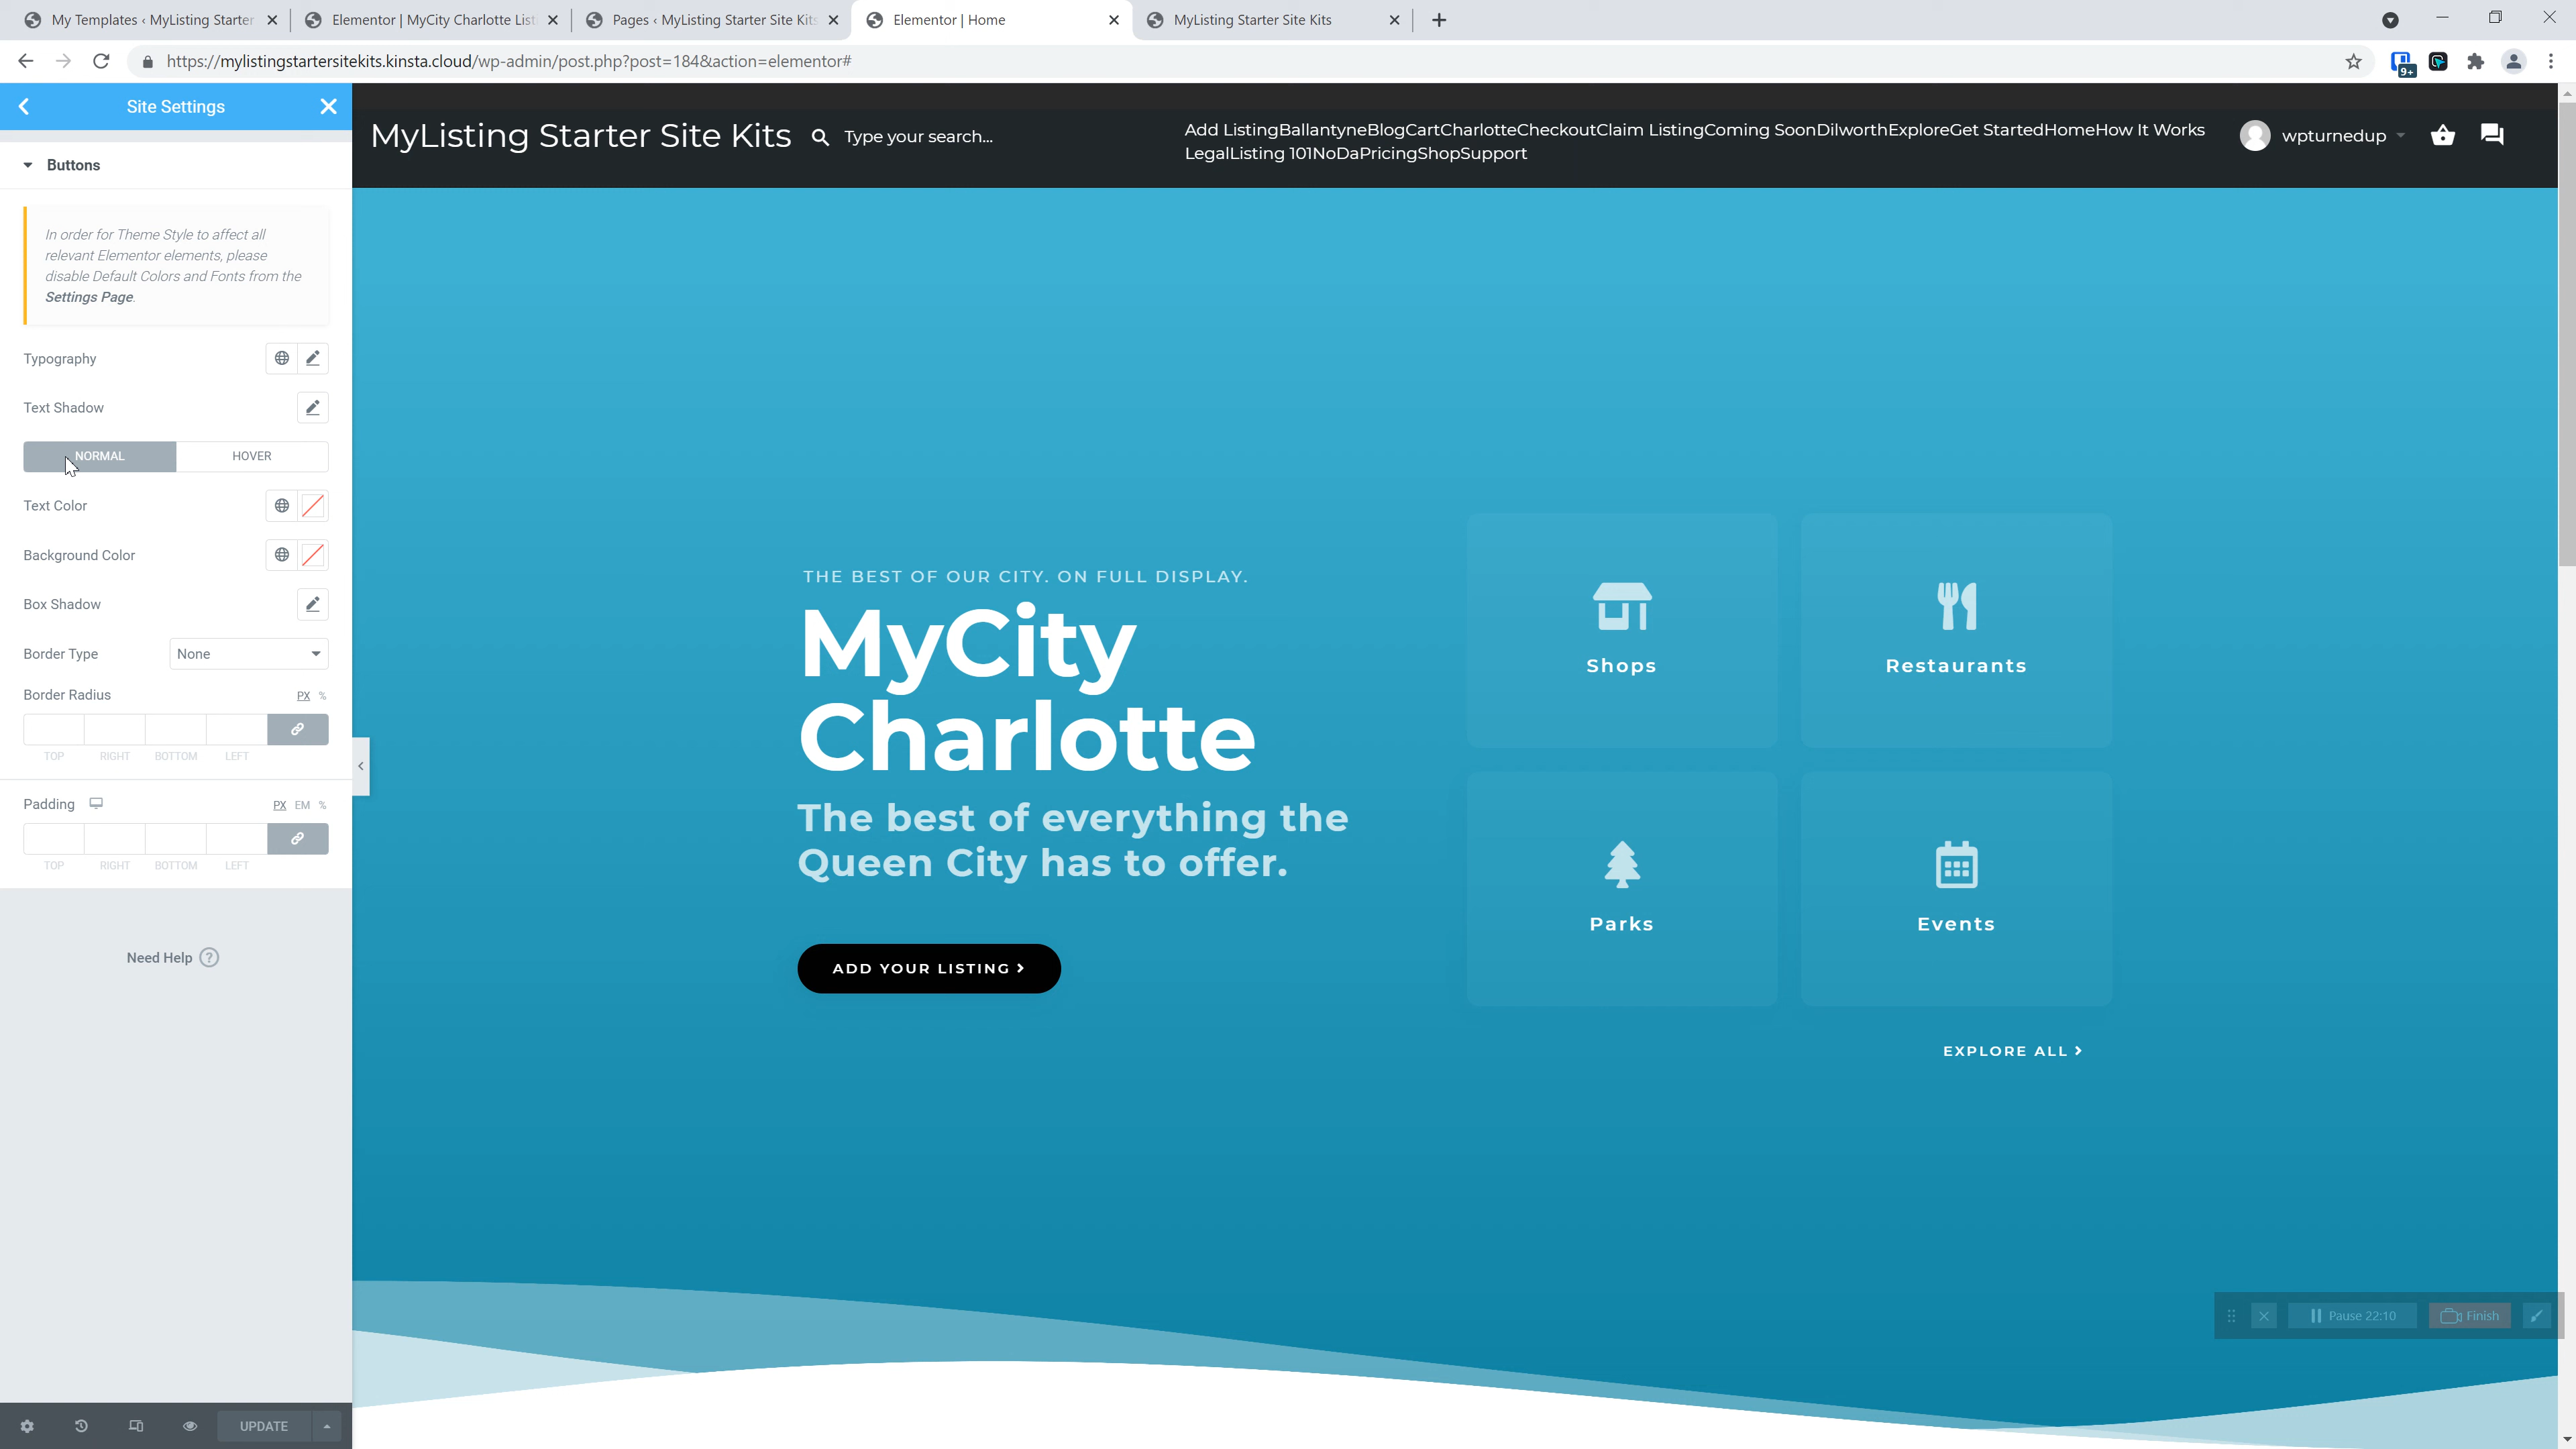 My Templates ‹ MyListing Starter
Elementor | MyCity Charlotte List
Pages ‹ MyListing Starter Site Kits
Elementor | Home
MyListing Starter Site Kits
https://mylistingstartersitekits.kinsta.cloud/wp-admin/post.php?post=184&action=elementor#
9+
Site Settings
Buttons
In order for Theme Style to affect all
relevant Elementor elements, please
disable Default Colors and Fonts from the
Settings Page.
Typography
Text Shadow
NORMAL HOVER
Text Color
Background Color
Box Shadow
Border Type None
Border Radius PX %
TOP RIGHT BOTTOM LEFT
Padding PX EM %
TOP RIGHT BOTTOM LEFT
Need Help ?
UPDATE
MyListing Starter Site Kits
Type your search...
Add ListingBallantyneBlogCartCharlotteCheckoutClaim ListingComing SoonDilworthExploreGet StartedHomeHow It Works
LegalListing 101NoDaPricingShopSupport
wpturnedup
THE BEST OF OUR CITY. ON FULL DISPLAY.
MyCity
Charlotte
The best of everything the
Queen City has to offer.
ADD YOUR LISTING
Shops
Restaurants
Parks
Events
EXPLORE ALL
Pause 22:10
Finish